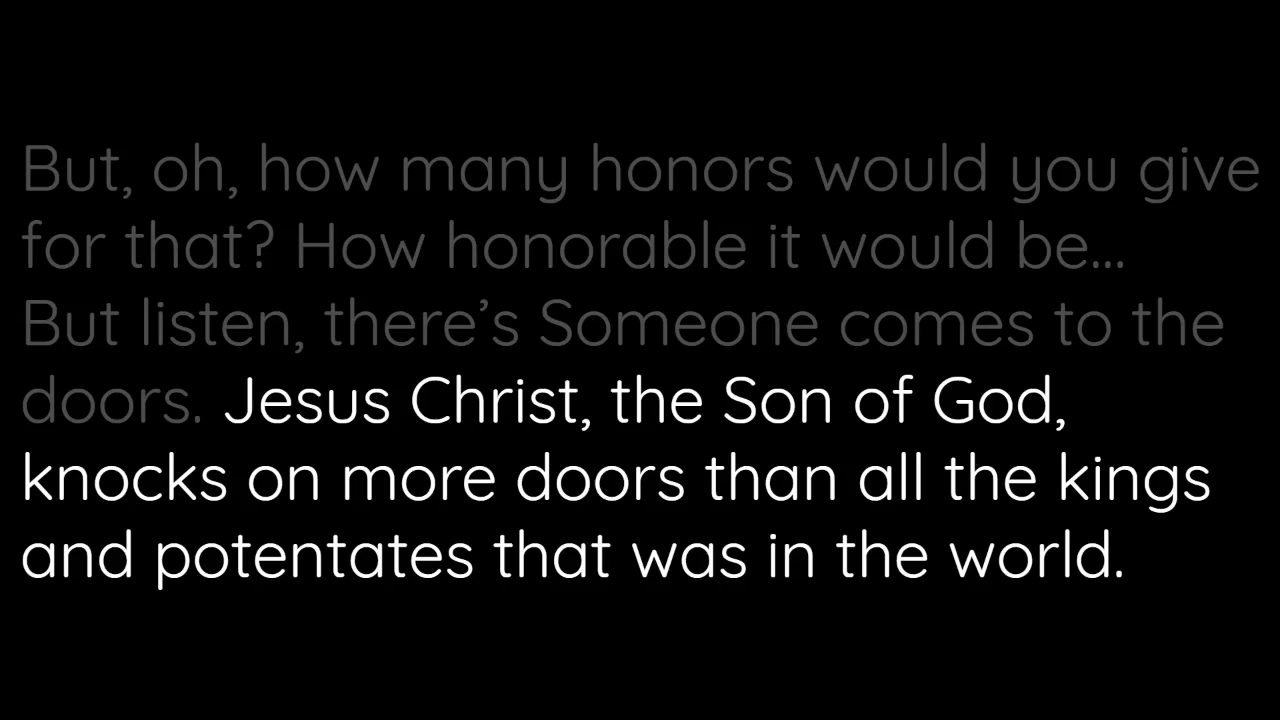 But, oh, how many honors would you give
for that? How honorable it would be...
But listen, there’s Someone comes to the
doors. Jesus Christ, the Son of God,
knocks on more doors than all the kings
and potentates that was in the world.